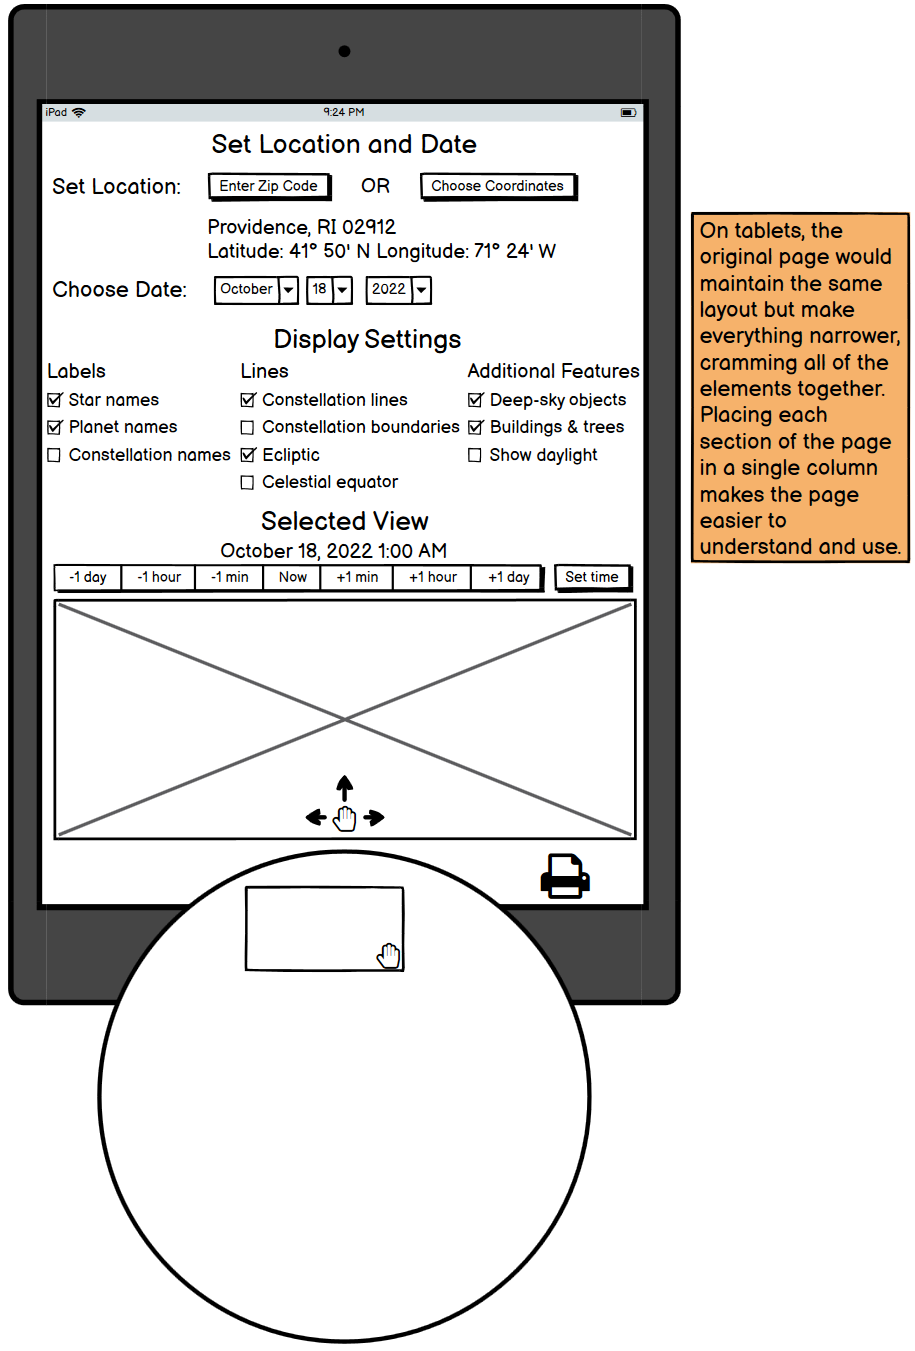 iPad 9:24 PM
Set Location and Date
Set Location: Enter Zip Code OR Choose Coordinates
Providence, RI 02912
Latitude: 41° 50' N Longitude: 71° 24' W
Choose Date: October 18 2022
Display Settings
Labels Lines Additional Features
Star names Constellation lines Deep-sky objects
Planet names Constellation boundaries Buildings & trees
Constellation names Ecliptic Show daylight
Celestial equator
Selected View
October 18, 2022 1:00 AM
-1 day -1 hour -1 min Now +1 min +1 hour +1 day Set time
On tablets, the
original page would
maintain the same
layout but make
everything narrower,
cramming all of the
elements together.
Placing each
section of the page
in a single column
makes the page
easier to
understand and use.